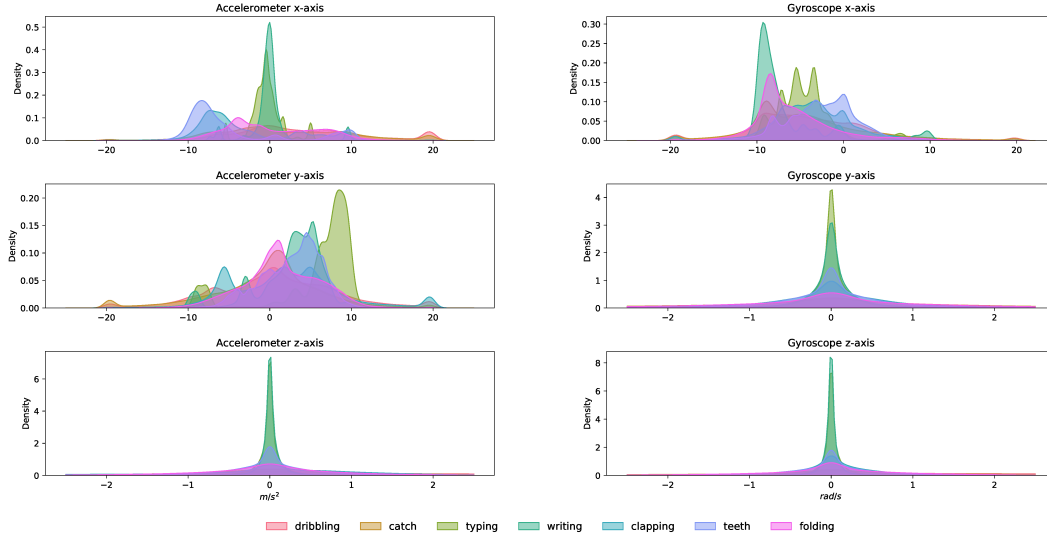 Accelerometer x-axis
Density
0.5
0.4
0.3
0.2
0.1
0.0
−20 −10 0 10 20
Gyroscope x-axis
Density
0.30
0.25
0.20
0.15
0.10
0.05
0.00
−20 −10 0 10 20
Accelerometer y-axis
Density
0.20
0.15
0.10
0.05
0.00
−20 −10 0 10 20
Gyroscope y-axis
Density
4
3
2
1
0
−2 −1 0 1 2
Accelerometer z-axis
Density
6
4
2
0
−2 −1 0 1 2
m/s²
Gyroscope z-axis
Density
8
6
4
2
0
−2 −1 0 1 2
rad/s
dribbling catch typing writing clapping teeth folding